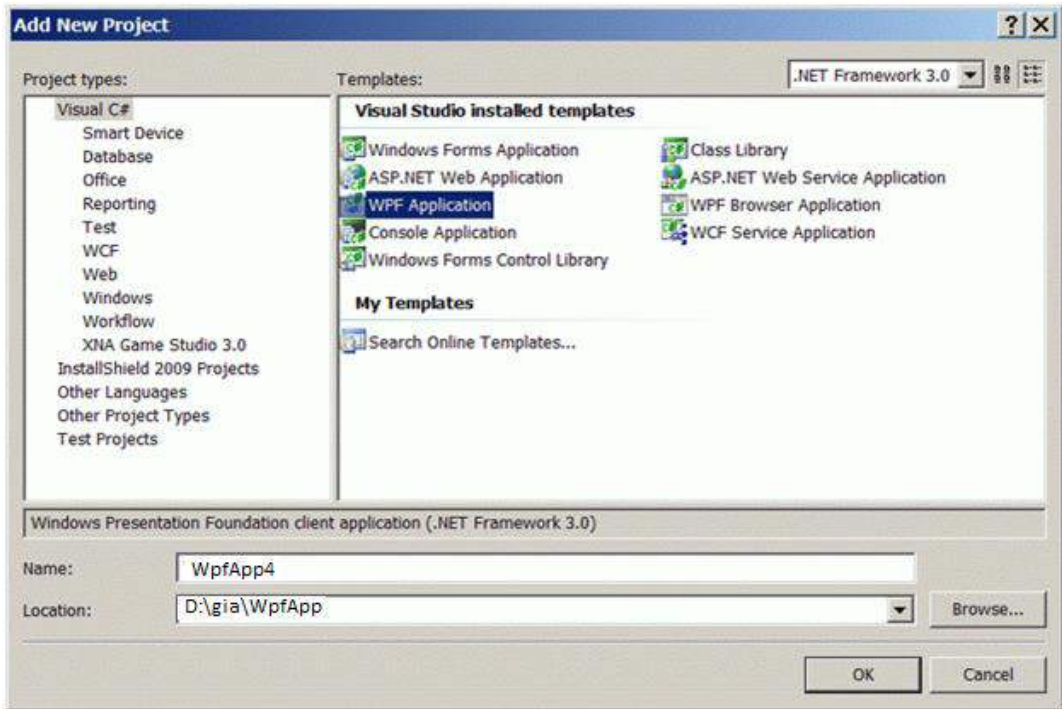 Add New Project
Project types:
Templates:
.NET Framework 3.0
Visual C#
Smart Device
Database
Office
Reporting
Test
WCF
Web
Windows
Workflow
XNA Game Studio 3.0
InstallShield 2009 Projects
Other Languages
Other Project Types
Test Projects
Visual Studio installed templates
Windows Forms Application
ASP.NET Web Application
WPF Application
Console Application
Windows Forms Control Library
Class Library
ASP.NET Web Service Application
WPF Browser Application
WCF Service Application
My Templates
Search Online Templates...
Windows Presentation Foundation client application (.NET Framework 3.0)
Name:
WpfApp4
Location:
D:\gia\WpfApp
Browse...
OK
Cancel